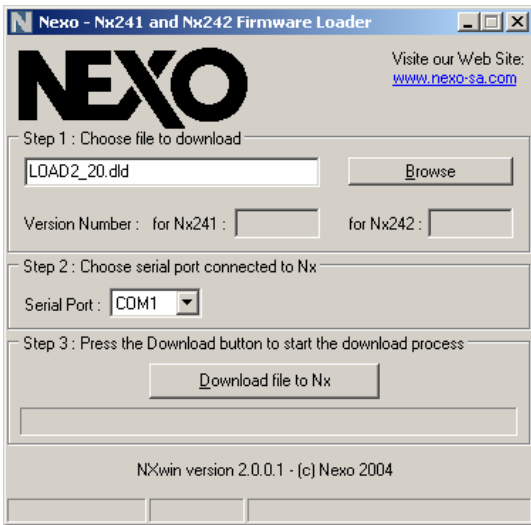 Nexo - Nx241 and Nx242 Firmware Loader
NEXO
Visite our Web Site:
www.nexo-sa.com
Step 1 : Choose file to download
LOAD2_20.dld
Browse
Version Number : for Nx241 : for Nx242 :
Step 2 : Choose serial port connected to Nx
Serial Port : COM1
Step 3 : Press the Download button to start the download process
Download file to Nx
NXwin version 2.0.0.1 - (c) Nexo 2004